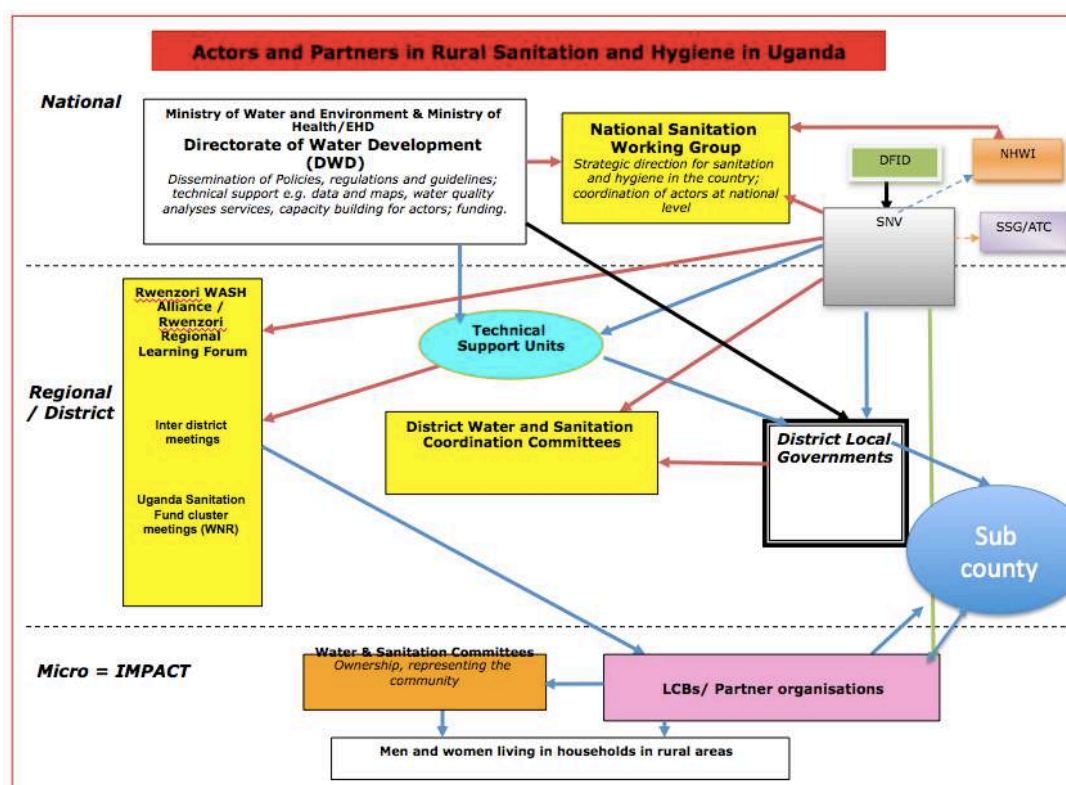 Actors and Partners in Rural Sanitation and Hygiene in Uganda
National
Ministry of Water and Environment & Ministry of
Health/EHD
Directorate of Water Development
(DWD)
Dissemination of Policies, regulations and guidelines;
technical support e.g. data and maps, water quality
analyses services, capacity building for actors; funding.
National Sanitation
Working Group
Strategic direction for sanitation
and hygiene in the country;
coordination of actors at national
level
DFID
NHWI
SNV
SSG/ATC
Regional
/ District
Rwenzori WASH
Alliance /
Rwenzori
Regional
Learning Forum
Inter district
meetings
Uganda Sanitation
Fund cluster
meetings (WNR)
Technical
Support Units
District Water and Sanitation
Coordination Committees
District Local
Governments
Sub
county
Micro = IMPACT
Water & Sanitation Committees
Ownership, representing the
community
LCBs/ Partner organisations
Men and women living in households in rural areas